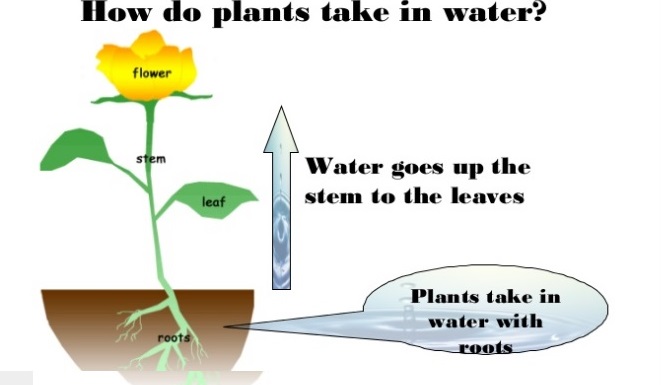 How do plants take in water?
flower
stem
Water goes up the
stem to the leaves
leaf
Plants take in
water with
roots
roots